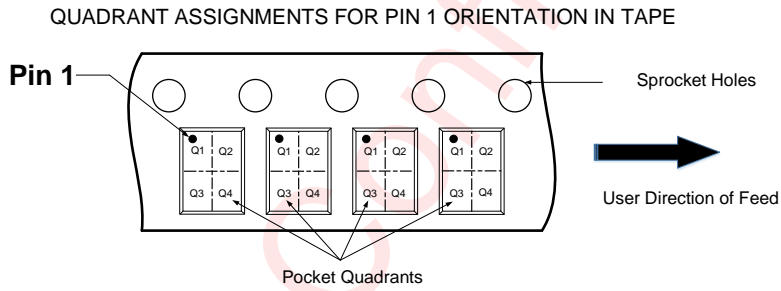 QUADRANT ASSIGNMENTS FOR PIN 1 ORIENTATION IN TAPE
Pin 1
Sprocket Holes
Q1 Q2 Q1 Q2 Q1 Q2 Q1 Q2
Q3 Q4 Q3 Q4 Q3 Q4 Q3 Q4
User Direction of Feed
Pocket Quadrants